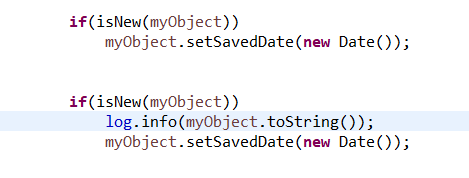 if(isNew(myObject))
myObject.setSavedDate(new Date());
if(isNew(myObject))
log.info(myObject.toString());
myObject.setSavedDate(new Date());